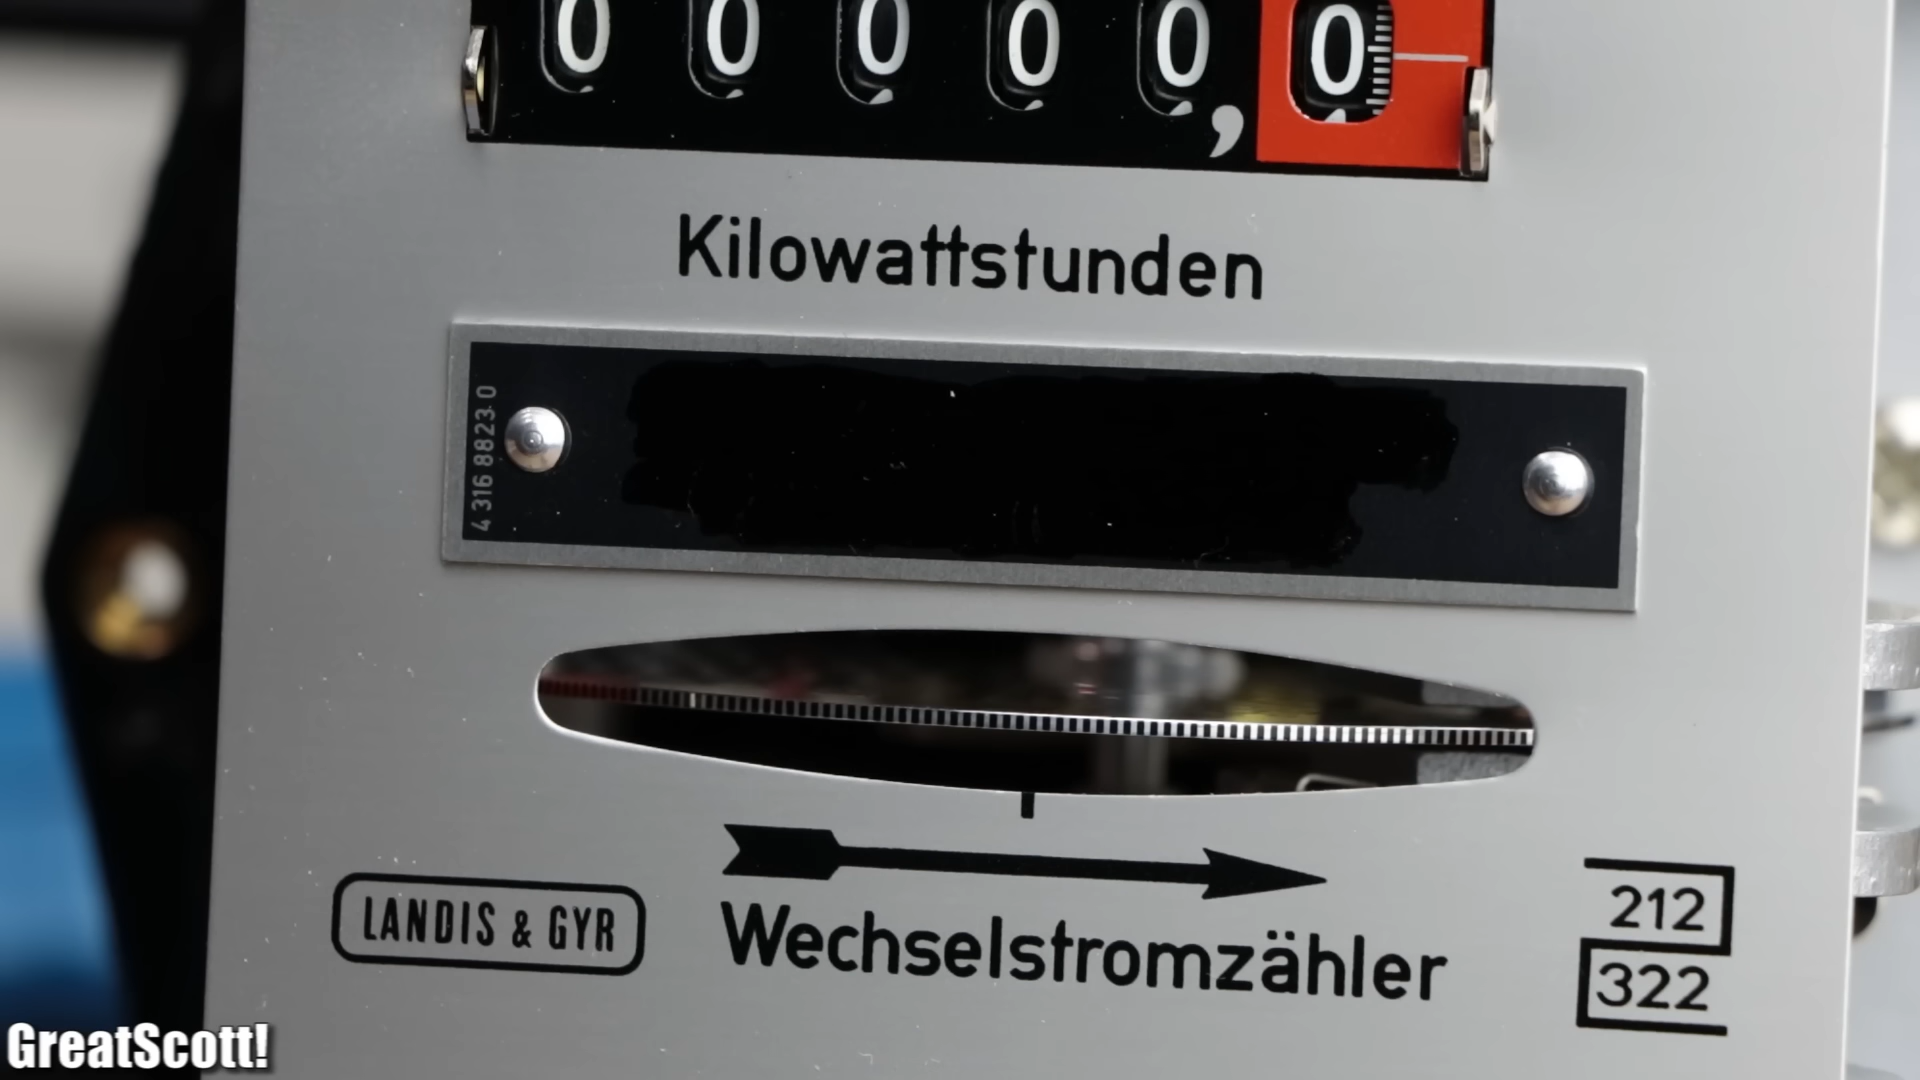 00000,0
Kilowattstunden
4 316 8823 0
LANDIS & GYR
Wechselstromzähler
212
322
GreatScott!